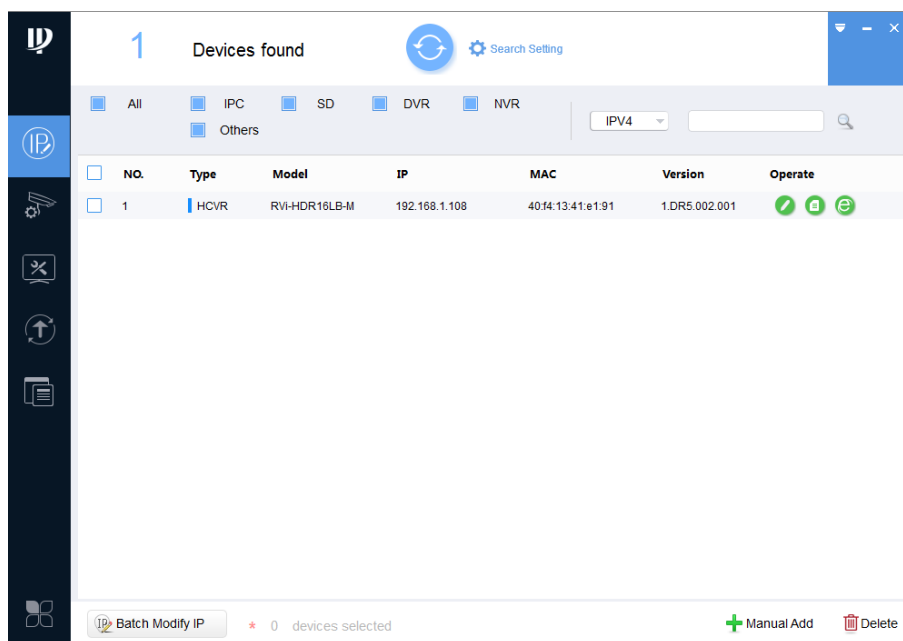 1 Devices found Search Setting
All IPC SD DVR NVR
Others
IPV4
NO. Type Model IP MAC Version Operate
1 HCVR RVi-HDR16LB-M 192.168.1.108 40:f4:13:41:e1:91 1.DR5.002.001
Batch Modify IP * 0 devices selected Manual Add Delete